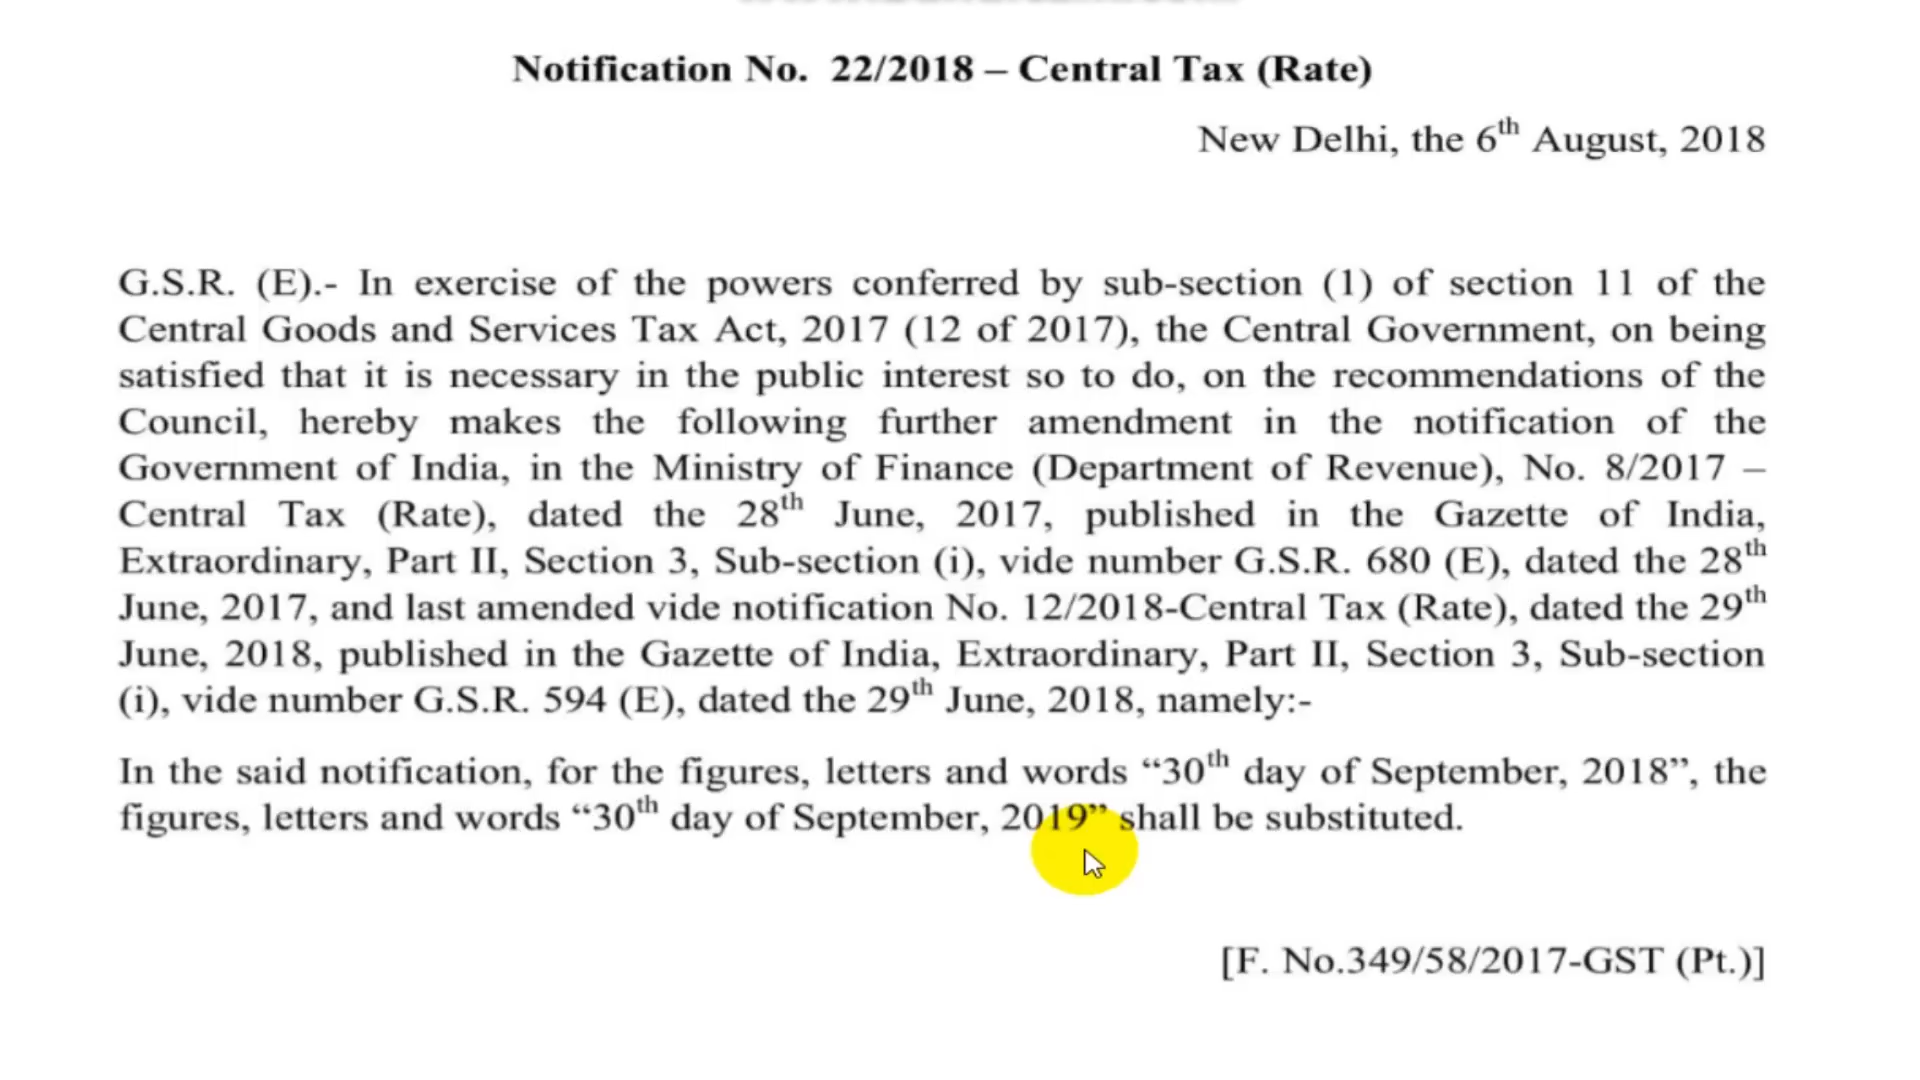 Notification No. 22/2018 – Central Tax (Rate)
New Delhi, the 6th August, 2018
G.S.R. (E).- In exercise of the powers conferred by sub-section (1) of section 11 of the
Central Goods and Services Tax Act, 2017 (12 of 2017), the Central Government, on being
satisfied that it is necessary in the public interest so to do, on the recommendations of the
Council, hereby makes the following further amendment in the notification of the
Government of India, in the Ministry of Finance (Department of Revenue), No. 8/2017 –
Central Tax (Rate), dated the 28th June, 2017, published in the Gazette of India,
Extraordinary, Part II, Section 3, Sub-section (i), vide number G.S.R. 680 (E), dated the 28th
June, 2017, and last amended vide notification No. 12/2018-Central Tax (Rate), dated the 29th
June, 2018, published in the Gazette of India, Extraordinary, Part II, Section 3, Sub-section
(i), vide number G.S.R. 594 (E), dated the 29th June, 2018, namely:-
In the said notification, for the figures, letters and words “30th day of September, 2018”, the
figures, letters and words “30th day of September, 2019” shall be substituted.
[F. No.349/58/2017-GST (Pt.)]